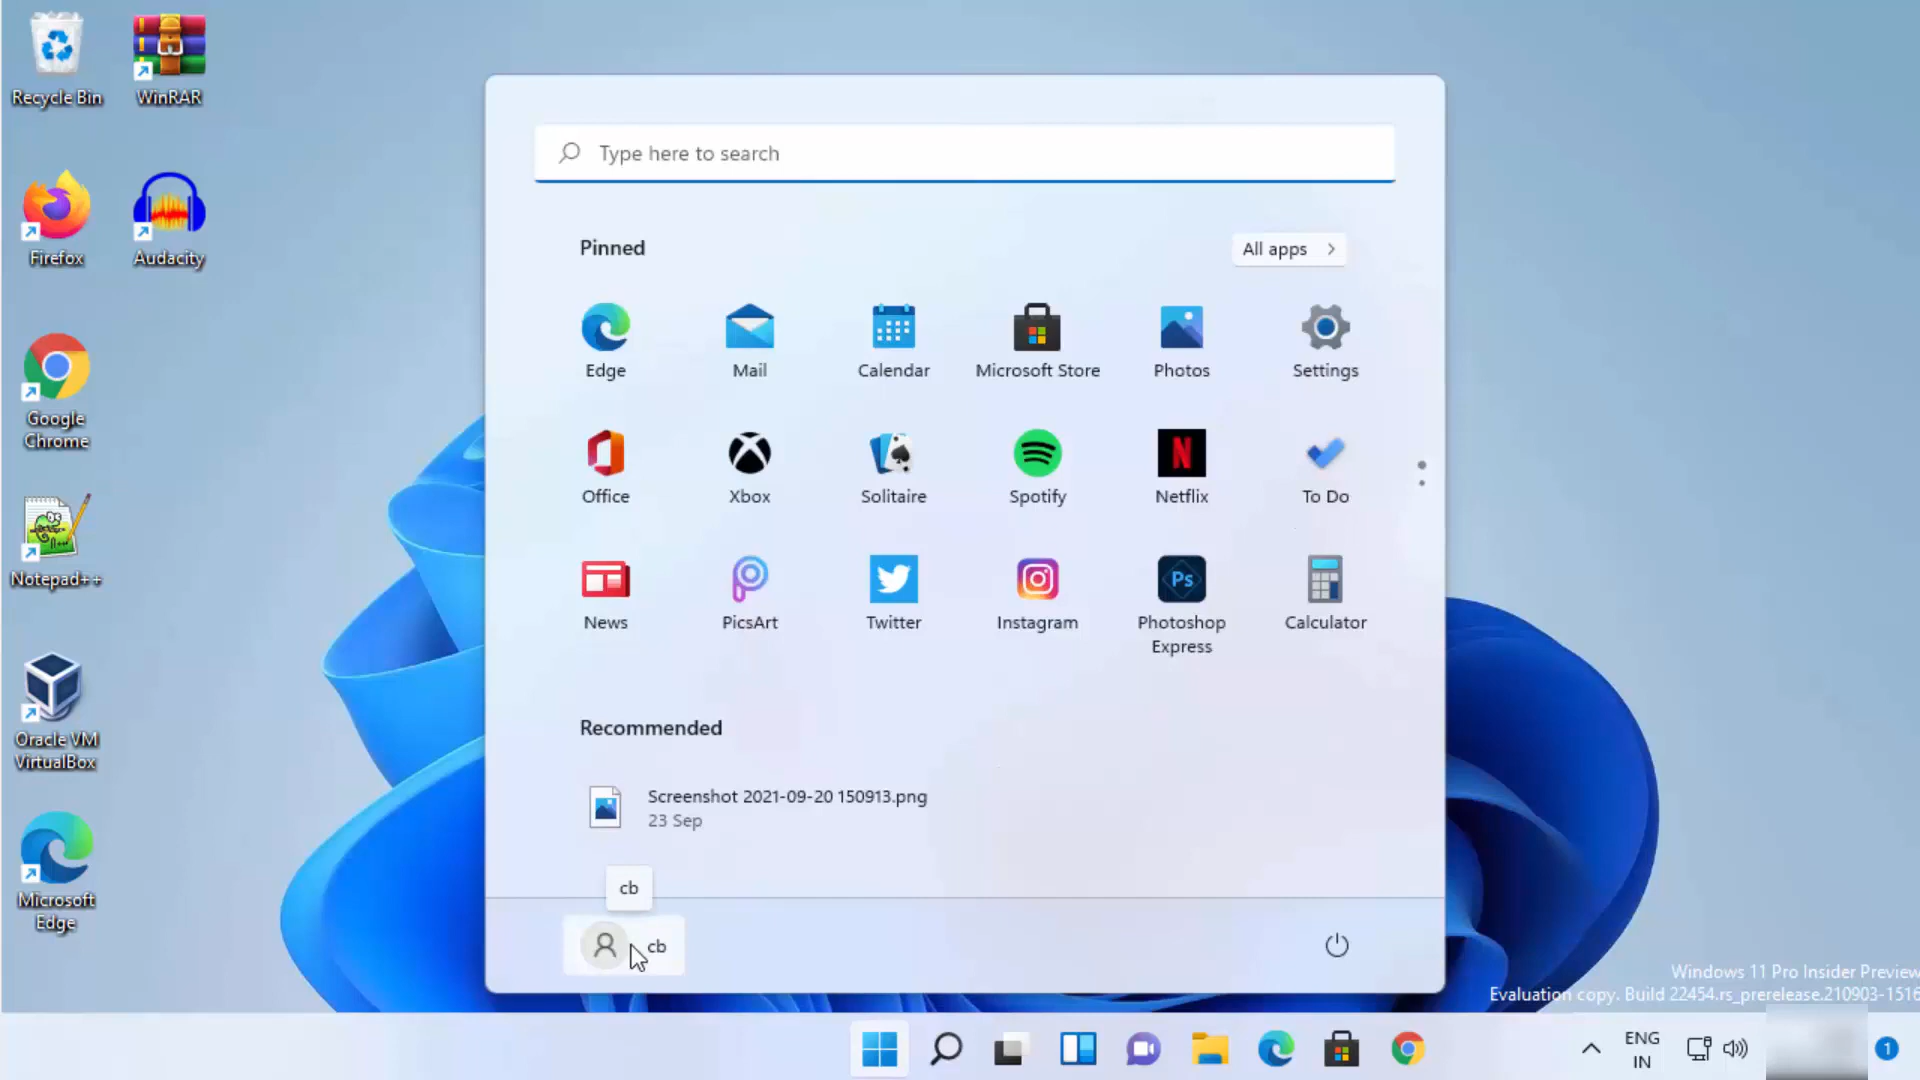 Recycle Bin
WinRAR
Firefox
Audacity
Google
Chrome
Notepad++
Oracle VM
VirtualBox
Microsoft
Edge
Type here to search
Pinned
All apps
Edge
Mail
Calendar
Microsoft Store
Photos
Settings
Office
Xbox
Solitaire
Spotify
Netflix
To Do
News
PicsArt
Twitter
Instagram
Ps
Photoshop
Express
Calculator
Recommended
Screenshot 2021-09-20 150913.png
23 Sep
cb
cb
Windows 11 Pro Insider Preview
Evaluation copy. Build 22454.rs_prerelease.210903-1516
ENG
IN
1